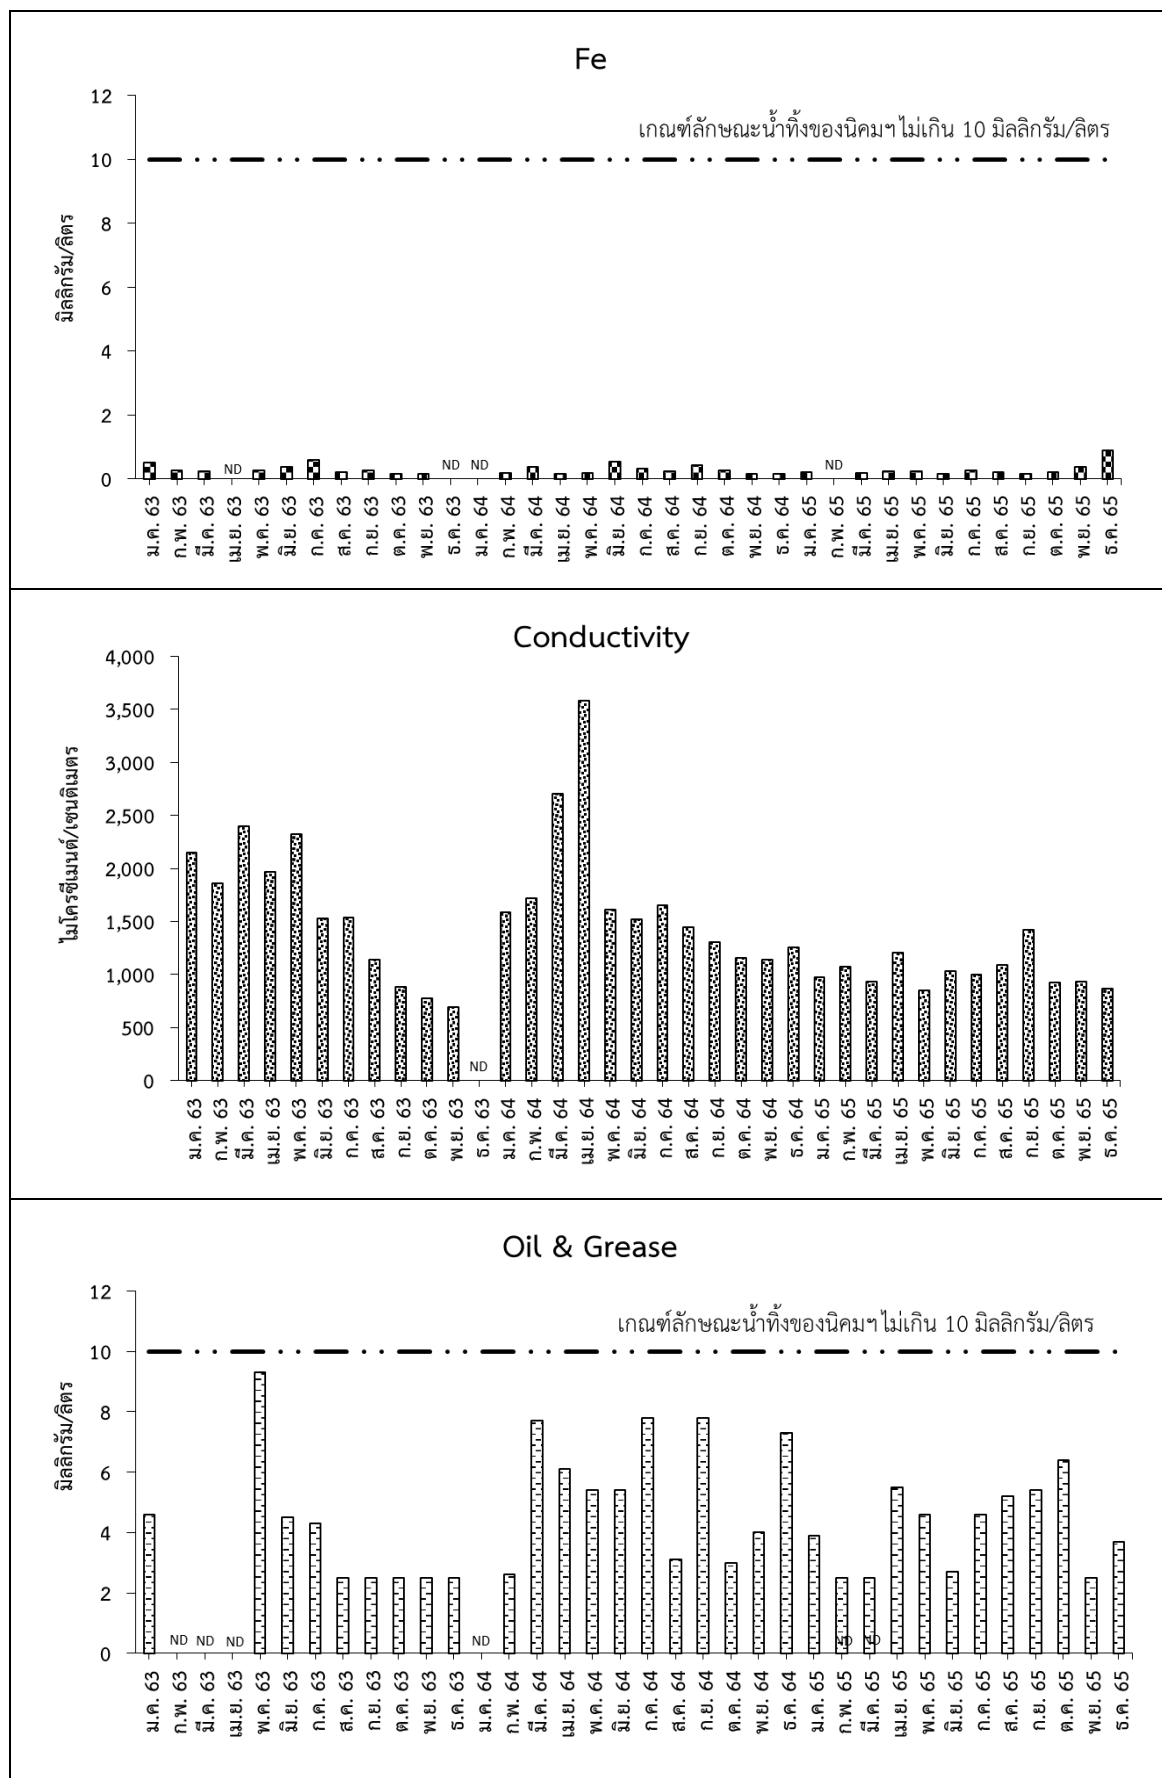 Fe
เกณฑ์ลักษณะน้ำทิ้งของนิคมฯ ไม่เกิน 10 มิลลิกรัม/ลิตร
มิลลิกรัม/ลิตร
12
10
8
6
4
2
0
ND
ND
ND
ND
ม.ค. 63
ก.พ. 63
มี.ค. 63
เม.ย. 63
พ.ค. 63
มิ.ย. 63
ก.ค. 63
ส.ค. 63
ก.ย. 63
ต.ค. 63
พ.ย. 63
ธ.ค. 63
ม.ค. 64
ก.พ. 64
มี.ค. 64
เม.ย. 64
พ.ค. 64
มิ.ย. 64
ก.ค. 64
ส.ค. 64
ก.ย. 64
ต.ค. 64
พ.ย. 64
ธ.ค. 64
ม.ค. 65
ก.พ. 65
มี.ค. 65
เม.ย. 65
พ.ค. 65
มิ.ย. 65
ก.ค. 65
ส.ค. 65
ก.ย. 65
ต.ค. 65
พ.ย. 65
ธ.ค. 65
Conductivity
ไมโครซีเมนต์/เซนติเมตร
4,000
3,500
3,000
2,500
2,000
1,500
1,000
500
0
ND
ม.ค. 63
ก.พ. 63
มี.ค. 63
เม.ย. 63
พ.ค. 63
มิ.ย. 63
ก.ค. 63
ส.ค. 63
ก.ย. 63
ต.ค. 63
พ.ย. 63
ธ.ค. 63
ม.ค. 64
ก.พ. 64
มี.ค. 64
เม.ย. 64
พ.ค. 64
มิ.ย. 64
ก.ค. 64
ส.ค. 64
ก.ย. 64
ต.ค. 64
พ.ย. 64
ธ.ค. 64
ม.ค. 65
ก.พ. 65
มี.ค. 65
เม.ย. 65
พ.ค. 65
มิ.ย. 65
ก.ค. 65
ส.ค. 65
ก.ย. 65
ต.ค. 65
พ.ย. 65
ธ.ค. 65
Oil & Grease
เกณฑ์ลักษณะน้ำทิ้งของนิคมฯ ไม่เกิน 10 มิลลิกรัม/ลิตร
มิลลิกรัม/ลิตร
12
10
8
6
4
2
0
ND
ND
ND
ND
ND
ND
ม.ค. 63
ก.พ. 63
มี.ค. 63
เม.ย. 63
พ.ค. 63
มิ.ย. 63
ก.ค. 63
ส.ค. 63
ก.ย. 63
ต.ค. 63
พ.ย. 63
ธ.ค. 63
ม.ค. 64
ก.พ. 64
มี.ค. 64
เม.ย. 64
พ.ค. 64
มิ.ย. 64
ก.ค. 64
ส.ค. 64
ก.ย. 64
ต.ค. 64
พ.ย. 64
ธ.ค. 64
ม.ค. 65
ก.พ. 65
มี.ค. 65
เม.ย. 65
พ.ค. 65
มิ.ย. 65
ก.ค. 65
ส.ค. 65
ก.ย. 65
ต.ค. 65
พ.ย. 65
ธ.ค. 65